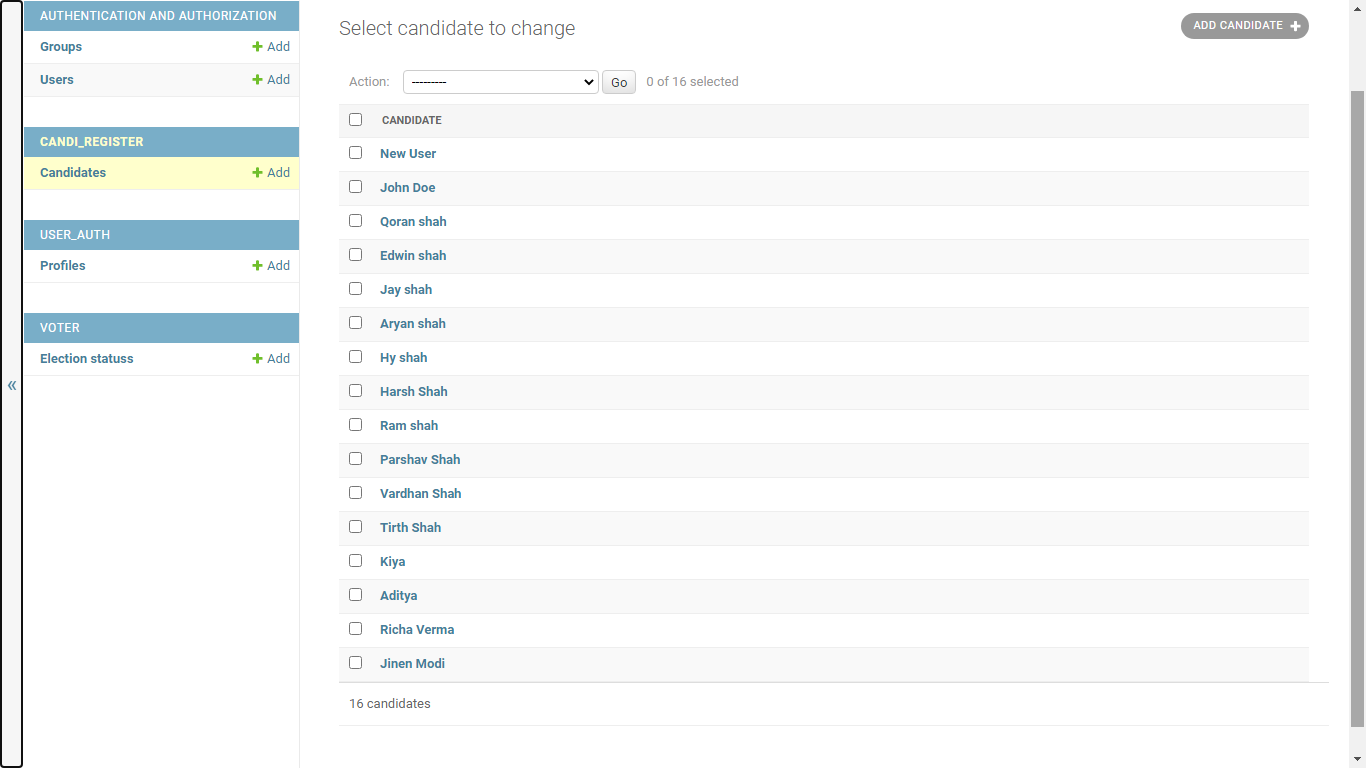 AUTHENTICATION AND AUTHORIZATION
Groups + Add
Users + Add
CANDI_REGISTER
Candidates + Add
USER_AUTH
Profiles + Add
VOTER
Election statuss + Add
«
Select candidate to change
ADD CANDIDATE +
Action: --------- Go 0 of 16 selected
CANDIDATE
New User
John Doe
Qoran shah
Edwin shah
Jay shah
Aryan shah
Hy shah
Harsh Shah
Ram shah
Parshav Shah
Vardhan Shah
Tirth Shah
Kiya
Aditya
Richa Verma
Jinen Modi
16 candidates